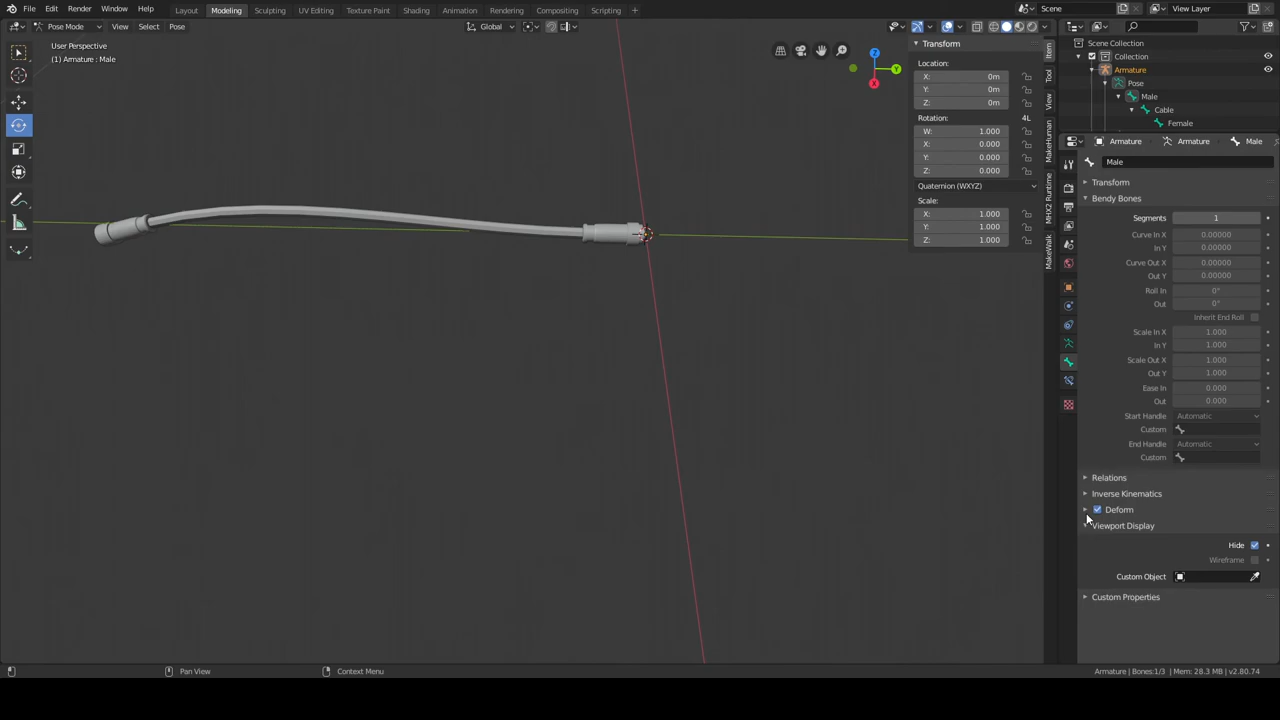 File Edit Render Window Help Layout Modeling Sculpting UV Editing Texture Paint Shading Animation Rendering Compositing Scripting + Scene View Layer
Pose Mode View Select Pose Global
User Perspective
(1) Armature : Male
Z
Y
X
Transform
Location:
X: 0m
Y: 0m
Z: 0m
Rotation: 4L
W: 1.000
X: 0.000
Y: 0.000
Z: 0.000
Quaternion (WXYZ)
Scale:
X: 1.000
Y: 1.000
Z: 1.000
Item
Tool
View
MakeHuman
MHX2 Runtime
MakeWalk
Scene Collection
Collection
Armature
Pose
Male
Cable
Female
Armature Armature Male
Male
Transform
Bendy Bones
Segments 1
Curve In X 0.00000
In Y 0.00000
Curve Out X 0.00000
Out Y 0.00000
Roll In 0°
Out 0°
Inherit End Roll
Scale In X 1.000
In Y 1.000
Scale Out X 1.000
Out Y 1.000
Ease In 0.000
Out 0.000
Start Handle Automatic
Custom
End Handle Automatic
Custom
Relations
Inverse Kinematics
Deform
Viewport Display
Hide
Wireframe
Custom Object
Custom Properties
Pan View Context Menu Armature | Bones:1/3 | Mem: 28.3 MB | v2.80.74